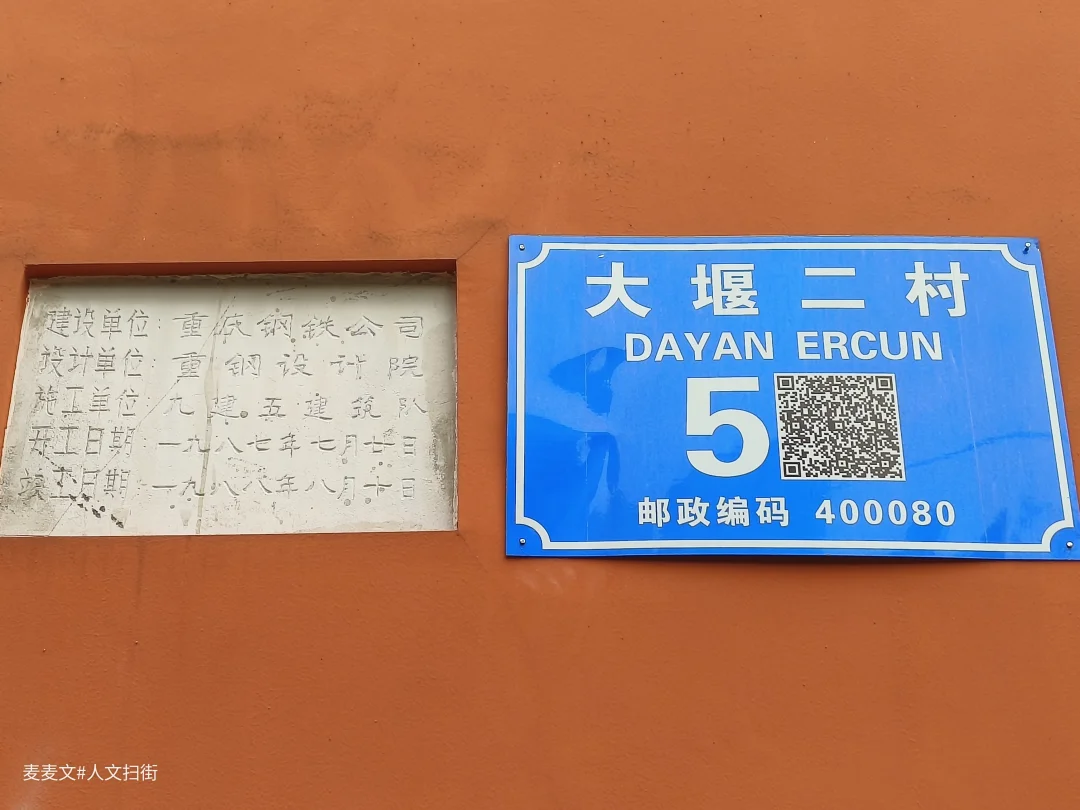 建设单位：重庆钢铁公司
设计单位：重钢设计院
施工单位：九建五建筑队
开工日期：一九八七年七月廿日
竣工日期：一九八八年八月十日
大堰二村
DAYAN ERCUN
5
邮政编码 400080
麦麦文#人文扫街